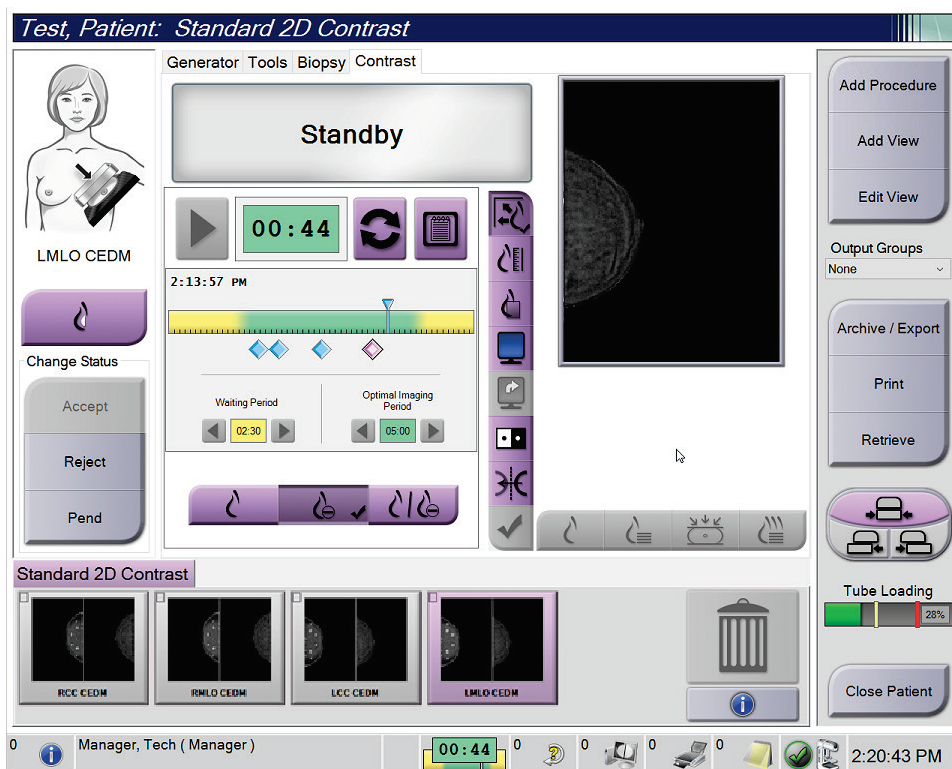 Test, Patient:  Standard 2D Contrast
Generator Tools Biopsy Contrast
Standby
00:44
2:13:57 PM
Waiting Period
02:30
Optimal Imaging
Period
05:00
LMLO CEDM
Change Status
Accept
Reject
Pend
Add Procedure
Add View
Edit View
Output Groups
None
Archive / Export
Print
Retrieve
Tube Loading
28%
Close Patient
Standard 2D Contrast
RCC CEDM
RMLO CEDM
LCC CEDM
LMLO CEDM
0
Manager, Tech ( Manager )
00:44
0
0
0
0
2:20:43 PM